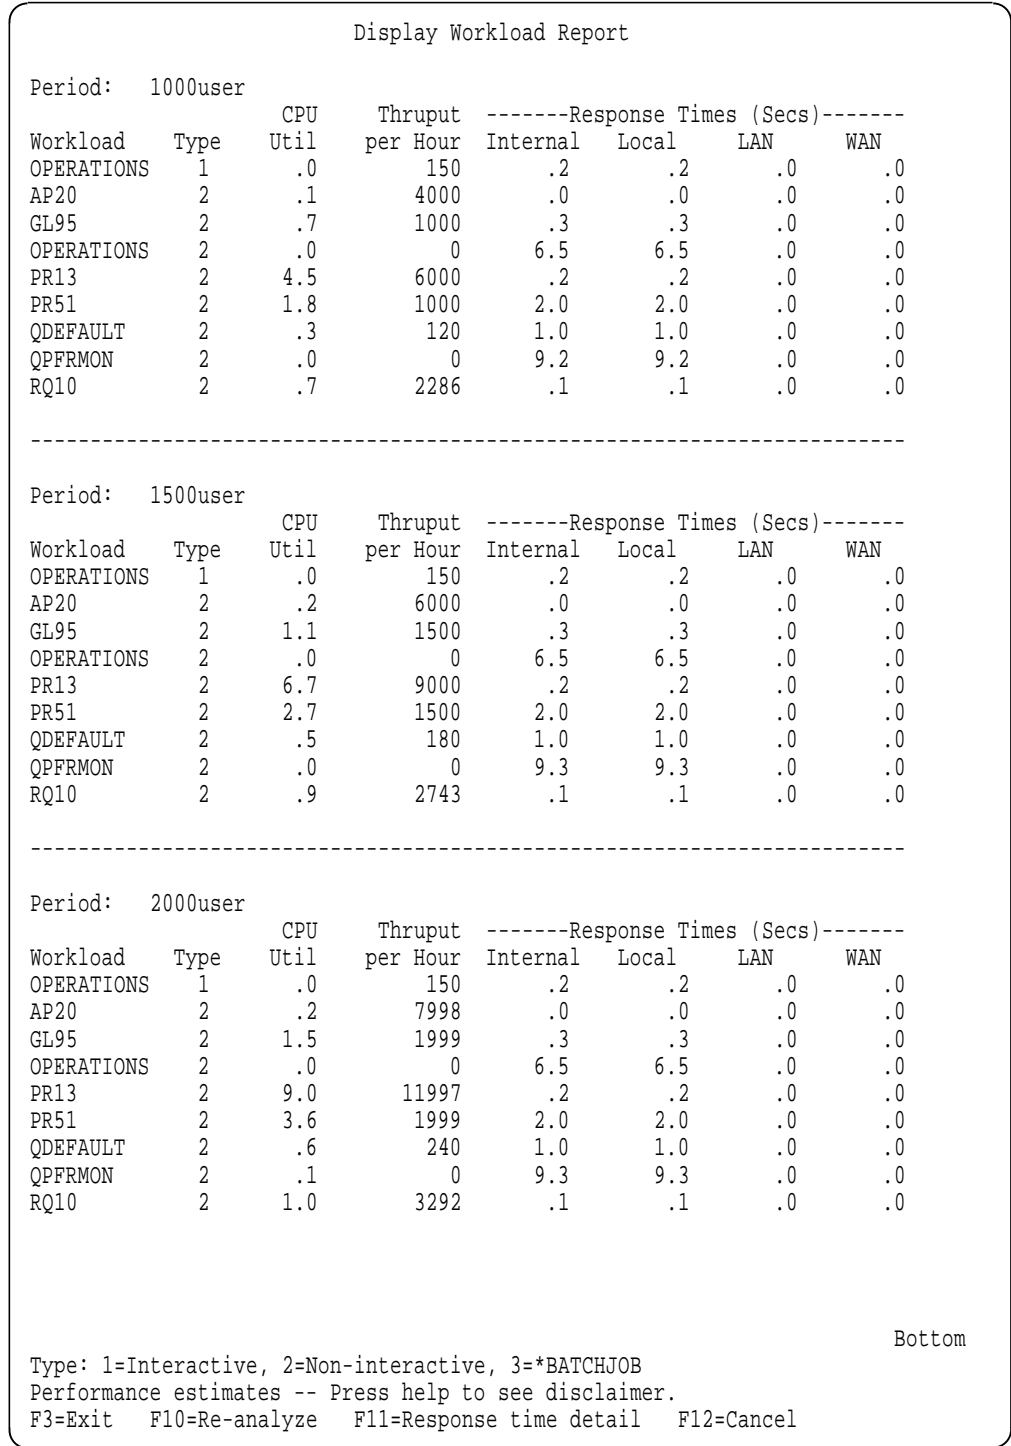 Display Workload Report
Period: 1000user
CPU Thruput -------Response Times (Secs)-------
Workload Type Util per Hour Internal Local LAN WAN
OPERATIONS 1 .0 150 .2 .2 .0 .0
AP20 2 .1 4000 .0 .0 .0 .0
GL95 2 .7 1000 .3 .3 .0 .0
OPERATIONS 2 .0 0 6.5 6.5 .0 .0
PR13 2 4.5 6000 .2 .2 .0 .0
PR51 2 1.8 1000 2.0 2.0 .0 .0
QDEFAULT 2 .3 120 1.0 1.0 .0 .0
QPFRMON 2 .0 0 9.2 9.2 .0 .0
RQ10 2 .7 2286 .1 .1 .0 .0
-------------------------------------------------------------------------
Period: 1500user
CPU Thruput -------Response Times (Secs)-------
Workload Type Util per Hour Internal Local LAN WAN
OPERATIONS 1 .0 150 .2 .2 .0 .0
AP20 2 .2 6000 .0 .0 .0 .0
GL95 2 1.1 1500 .3 .3 .0 .0
OPERATIONS 2 .0 0 6.5 6.5 .0 .0
PR13 2 6.7 9000 .2 .2 .0 .0
PR51 2 2.7 1500 2.0 2.0 .0 .0
QDEFAULT 2 .5 180 1.0 1.0 .0 .0
QPFRMON 2 .0 0 9.3 9.3 .0 .0
RQ10 2 .9 2743 .1 .1 .0 .0
-------------------------------------------------------------------------
Period: 2000user
CPU Thruput -------Response Times (Secs)-------
Workload Type Util per Hour Internal Local LAN WAN
OPERATIONS 1 .0 150 .2 .2 .0 .0
AP20 2 .2 7998 .0 .0 .0 .0
GL95 2 1.5 1999 .3 .3 .0 .0
OPERATIONS 2 .0 0 6.5 6.5 .0 .0
PR13 2 9.0 11997 .2 .2 .0 .0
PR51 2 3.6 1999 2.0 2.0 .0 .0
QDEFAULT 2 .6 240 1.0 1.0 .0 .0
QPFRMON 2 .1 0 9.3 9.3 .0 .0
RQ10 2 1.0 3292 .1 .1 .0 .0
Bottom
Type: 1=Interactive, 2=Non-interactive, 3=*BATCHJOB
Performance estimates -- Press help to see disclaimer.
F3=Exit F10=Re-analyze F11=Response time detail F12=Cancel